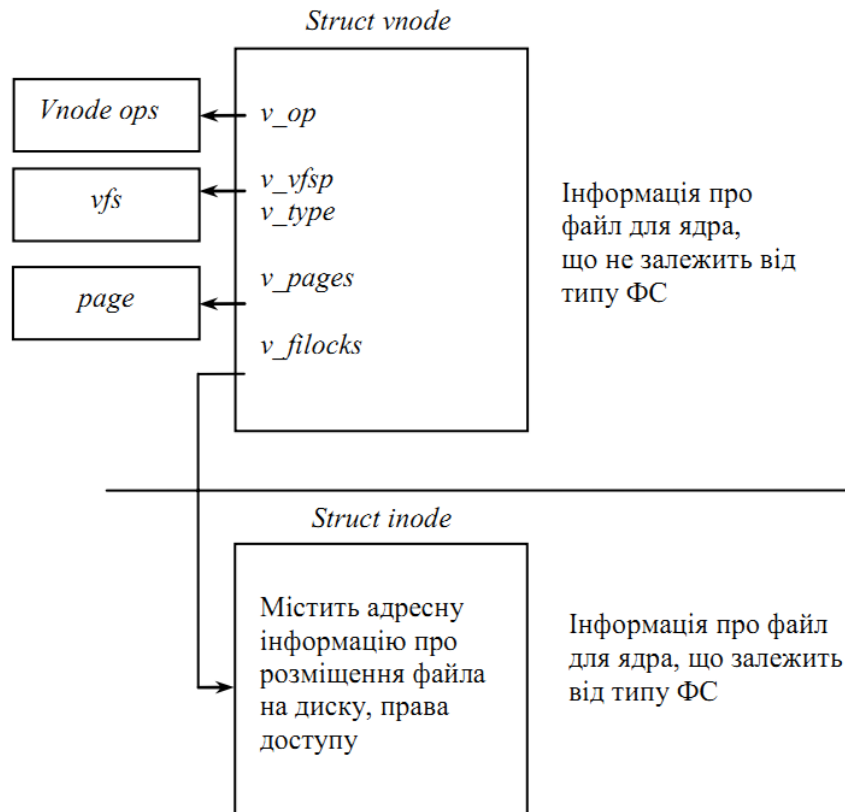 Struct vnode
Vnode ops
v_op
vfs
v_vfsp
v_type
page
v_pages
v_filocks
Інформація про
файл для ядра,
що не залежить від
типу ФС
Struct inode
Містить адресну
інформацію про
розміщення файла
на диску, права
доступу
Інформація про файл
для ядра, що залежить
від типу ФС